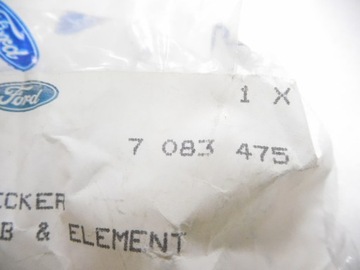 Ford
Ford
1 X
7 083 475
ECKER
B & ELEMENT